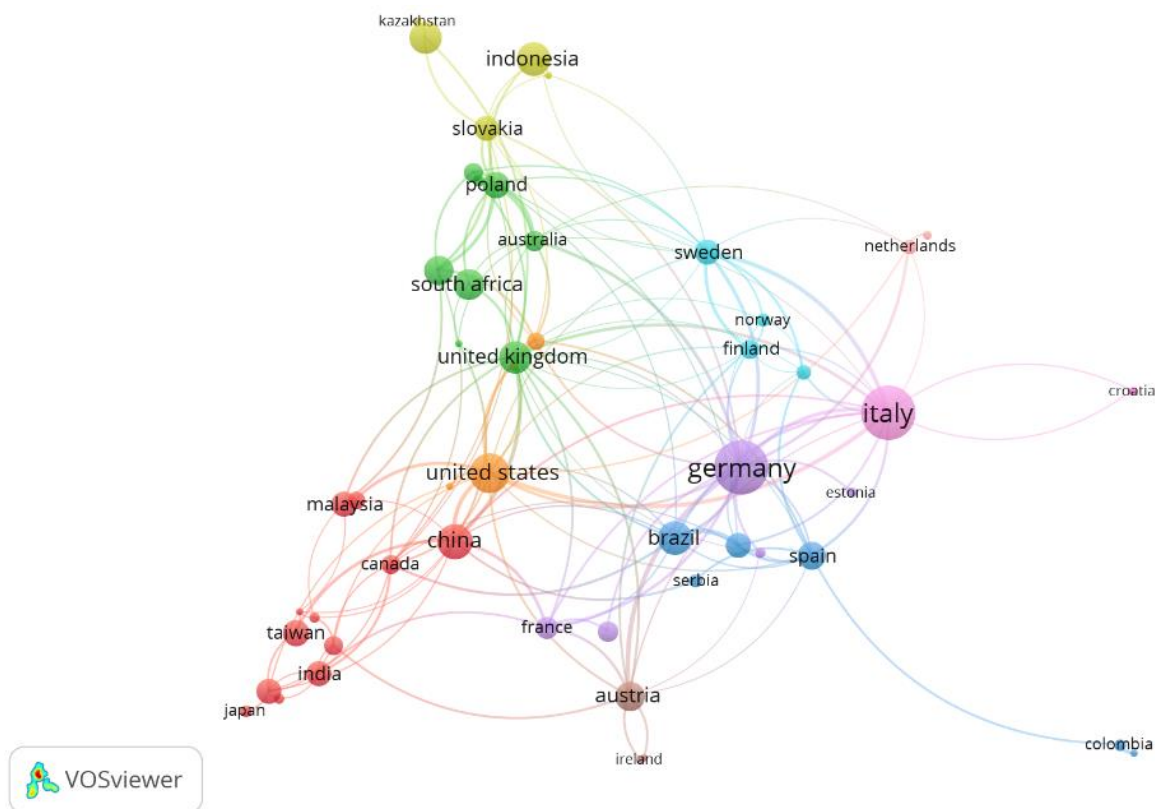 kazakhstan
indonesia
slovakia
poland
australia
sweden
netherlands
south africa
norway
united kingdom
finland
croatia
italy
germany
united states
estonia
malaysia
china
brazil
spain
canada
serbia
taiwan
france
india
austria
japan
colombia
ireland
VOSviewer